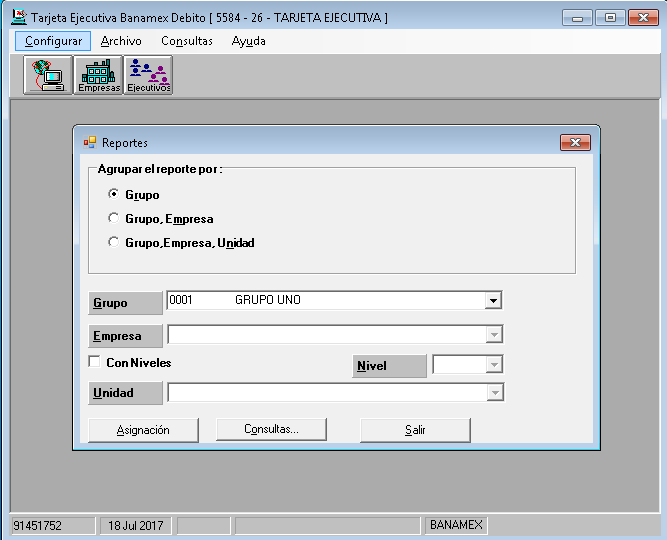 Tarjeta Ejecutiva Banamex Debito [ 5584 - 26 - TARJETA EJECUTIVA ]
Configurar Archivo Consultas Ayuda
Empresas Ejecutivos
Reportes
Agrupar el reporte por :
Grupo
Grupo, Empresa
Grupo,Empresa, Unidad
Grupo 0001 GRUPO UNO
Empresa
Con Niveles Nivel
Unidad
Asignación Consultas... Salir
91451752 18 Jul 2017 BANAMEX